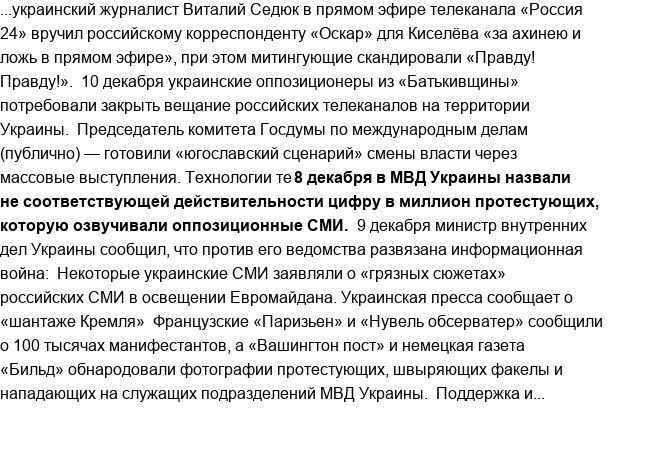 ...украинский журналист Виталий Седюк в прямом эфире телеканала «Россия
24» вручил российскому корреспонденту «Оскар» для Киселёва «за ахинею и
ложь в прямом эфире», при этом митингующие скандировали «Правду!
Правду!».  10 декабря украинские оппозиционеры из «Батькивщины»
потребовали закрыть вещание российских телеканалов на территории
Украины.  Председатель комитета Госдумы по международным делам
(публично) — готовили «югославский сценарий» смены власти через
массовые выступления. Технологии те 8 декабря в МВД Украины назвали
не соответствующей действительности цифру в миллион протестующих,
которую озвучивали оппозиционные СМИ.  9 декабря министр внутренних
дел Украины сообщил, что против его ведомства развязана информационная
война:  Некоторые украинские СМИ заявляли о «грязных сюжетах»
российских СМИ в освещении Евромайдана. Украинская пресса сообщает о
«шантаже Кремля»  Французские «Паризьен» и «Нувель обсерватер» сообщили
о 100 тысячах манифестантов, а «Вашингтон пост» и немецкая газета
«Бильд» обнародовали фотографии протестующих, швыряющих факелы и
нападающих на служащих подразделений МВД Украины.  Поддержка и...